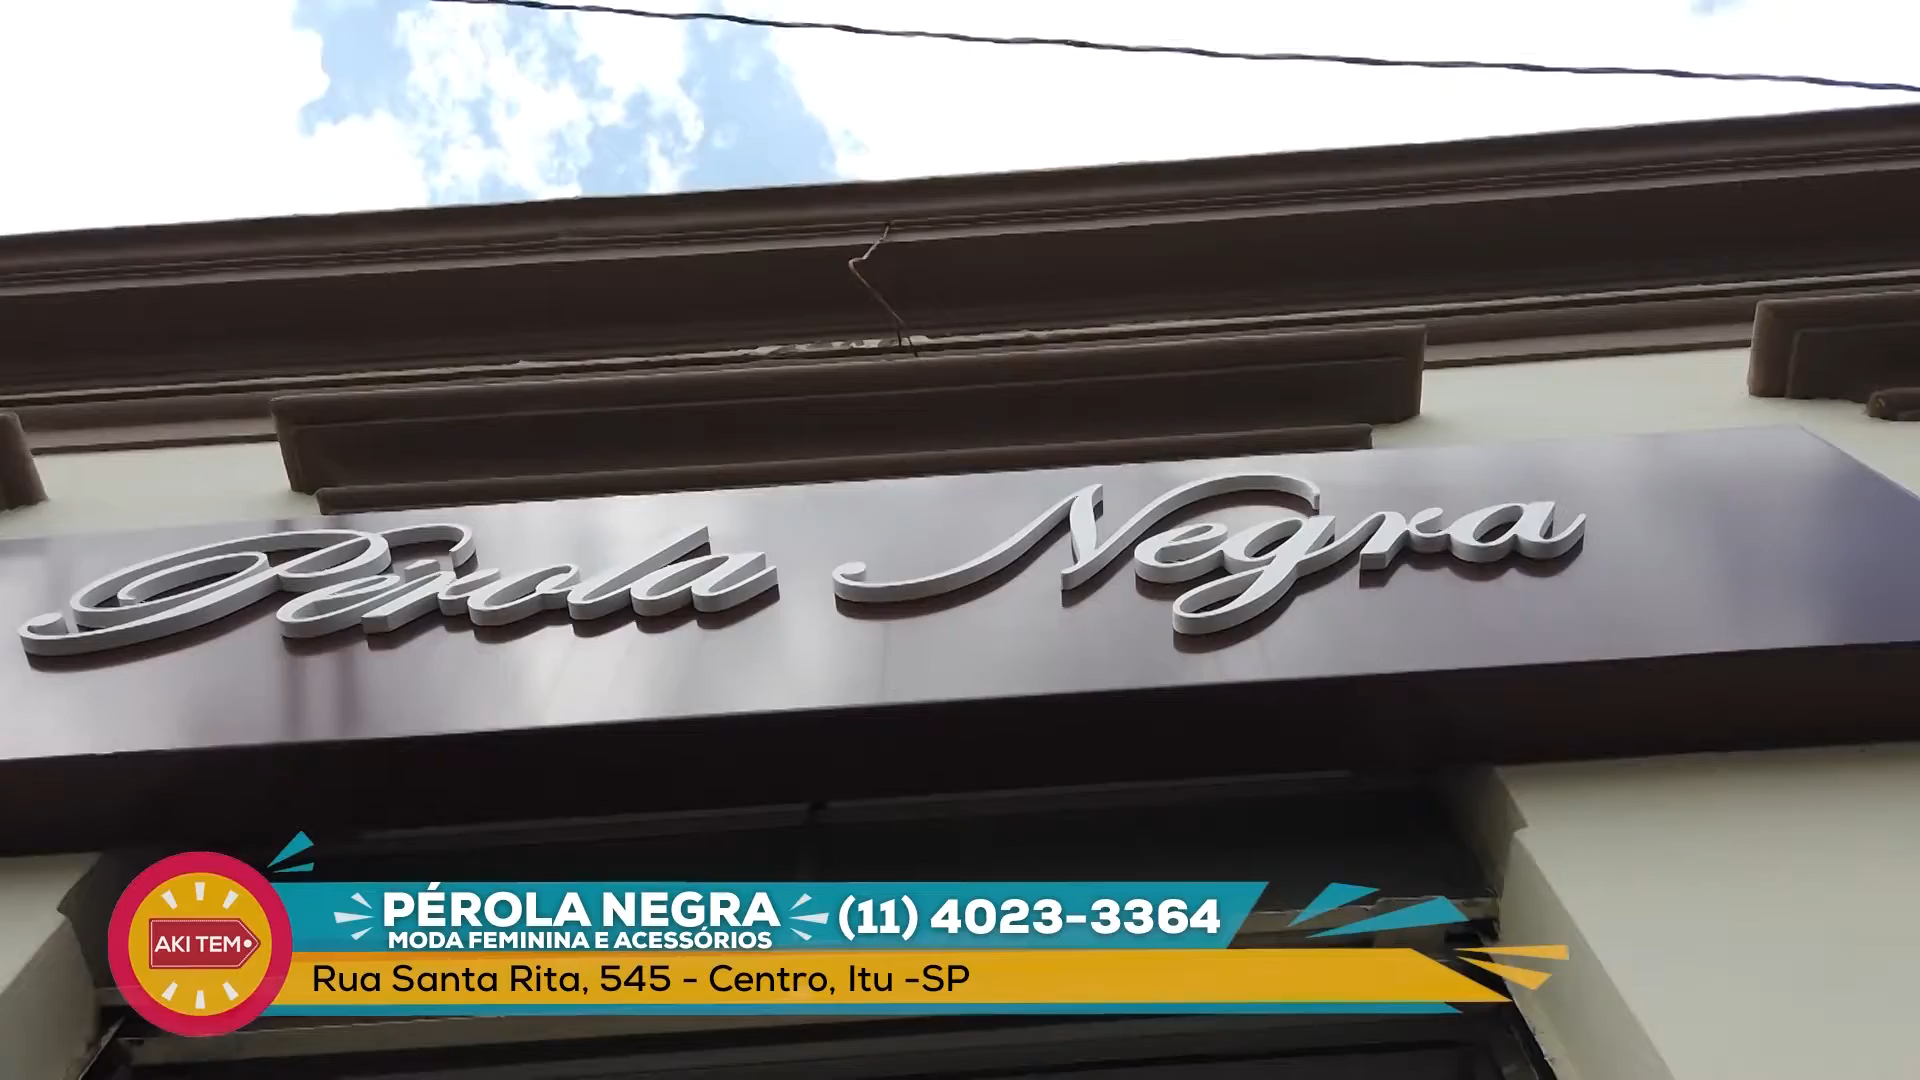 Pérola Negra
PÉROLA NEGRA
MODA FEMININA E ACESSÓRIOS
(11) 4023-3364
AKI TEM
Rua Santa Rita, 545 - Centro, Itu -SP